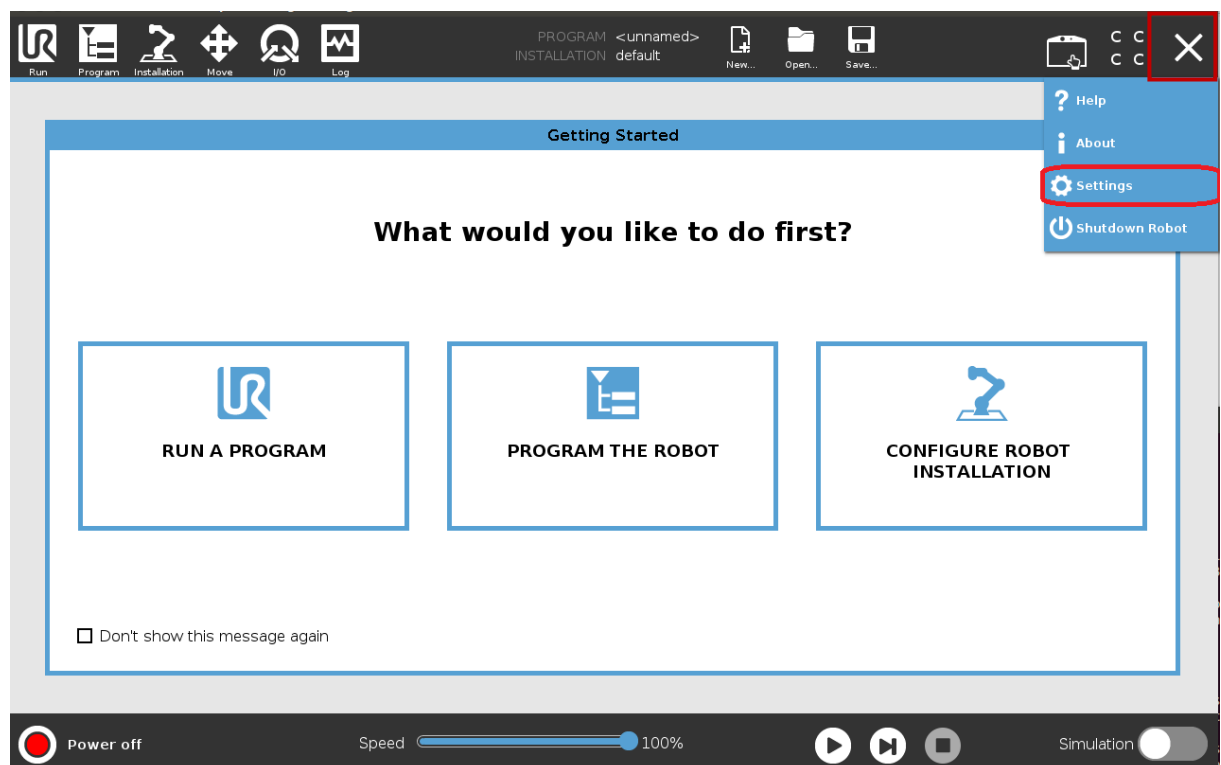 PROGRAM <unnamed>
INSTALLATION default
Run Program Installation Move I/O Log New... Open... Save...
C C
C C
? Help
i About
Settings
Shutdown Robot
Getting Started
What would you like to do first?
RUN A PROGRAM
PROGRAM THE ROBOT
CONFIGURE ROBOT
INSTALLATION
Don't show this message again
Power off
Speed 100%
Simulation